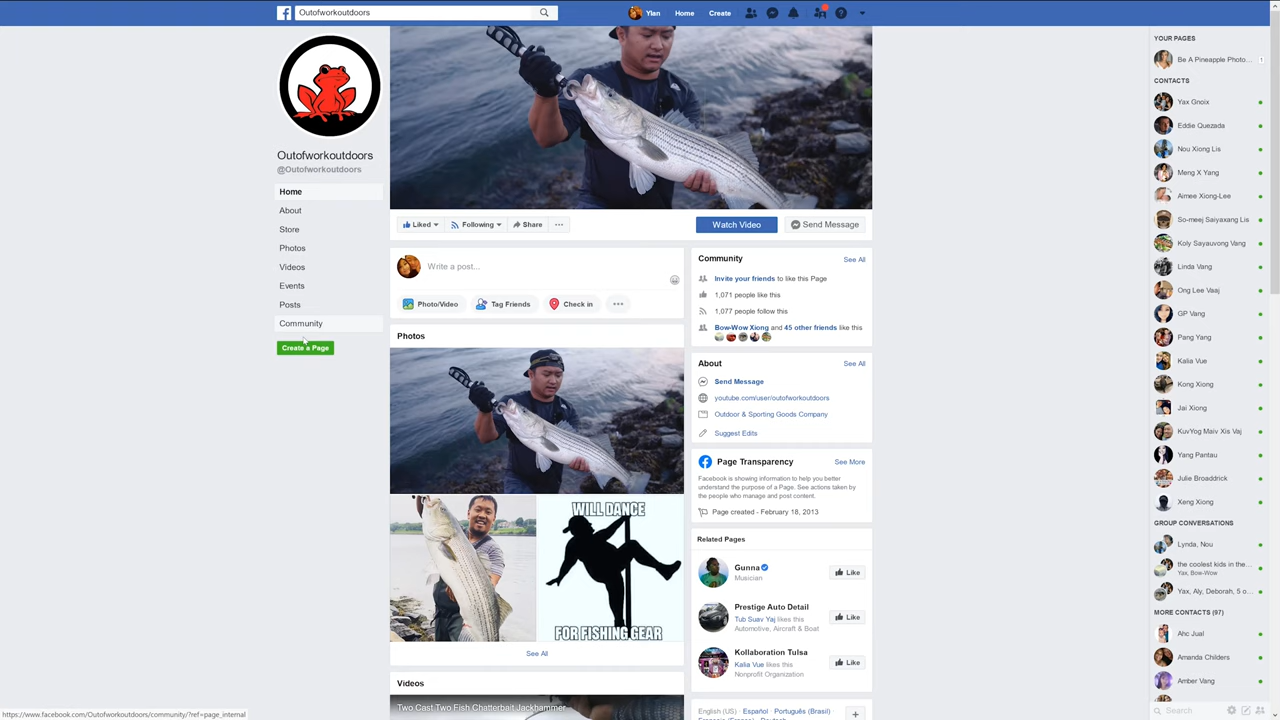 Outofworkoutdoors
Ylan
Home
Create
Outofworkoutdoors
@Outofworkoutdoors
Home
About
Store
Photos
Videos
Events
Posts
Community
Create a Page
Liked
Following
Share
Watch Video
Send Message
Write a post...
Photo/Video
Tag Friends
Check in
Photos
WILL DANCE
FOR FISHING GEAR
See All
Videos
Two Cast Two Fish Chatterbait Jackhammer
Community
See All
Invite your friends to like this Page
1,071 people like this
1,077 people follow this
Bow-Wow Xiong and 45 other friends like this
About
See All
Send Message
youtube.com/user/outofworkoutdoors
Outdoor & Sporting Goods Company
Suggest Edits
Page Transparency
See More
Facebook is showing information to help you better
understand the purpose of a Page. See actions taken by
the people who manage and post content.
Page created - February 18, 2013
Related Pages
Gunna
Musician
Like
Prestige Auto Detail
Tub Suav Yaj likes this
Automotive, Aircraft & Boat
Like
Kollaboration Tulsa
Kalia Vue likes this
Nonprofit Organization
Like
English (US) · Español · Português (Brasil) ·
YOUR PAGES
Be A Pineapple Photo...
1
CONTACTS
Yax Gnoix
Eddie Quezada
Nou Xiong Lis
Meng X Yang
Aimee Xiong-Lee
So-meej Saiyaxang Lis
Koly Sayauvong Vang
Linda Vang
Ong Lee Vaaj
GP Vang
Pang Yang
Kalia Vue
Kong Xiong
Jai Xiong
KuvYog Maiv Xis Vaj
Yang Pantau
Julie Broaddrick
Xeng Xiong
GROUP CONVERSATIONS
Lynda, Nou
the coolest kids in the...
Yax, Bow-Wow
Yax, Aly, Deborah, 5 o...
MORE CONTACTS (97)
Ahc Jual
Amanda Childers
Amber Vang
Search
https://www.facebook.com/Outofworkoutdoors/community/?ref=page_internal